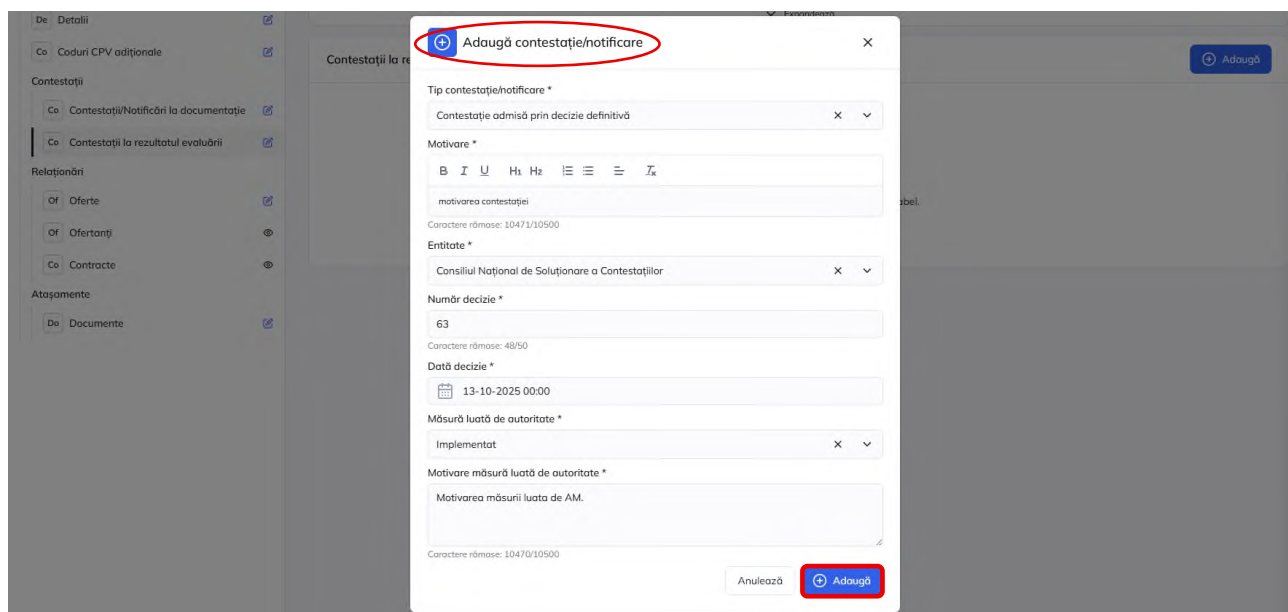 De Detalii
Co Coduri CPV adiționale
Contestații
Co Contestații/Notificări la documentație
Co Contestații la rezultatul evaluării
Relaționări
Of Oferte
Of Ofertanți
Co Contracte
Atașamente
Do Documente
Expandează
Contestații la re
Adaugă
abel.
Adaugă contestație/notificare
Tip contestație/notificare *
Contestație admisă prin decizie definitivă
Motivare *
B I U H1 H2
motivarea contestației
Caractere rămase: 10471/10500
Entitate *
Consiliul Național de Soluționare a Contestațiilor
Număr decizie *
63
Caractere rămase: 48/50
Dată decizie *
13-10-2025 00:00
Măsură luată de autoritate *
Implementat
Motivare măsură luată de autoritate *
Motivarea măsurii luata de AM.
Caractere rămase: 10470/10500
Anulează
Adaugă